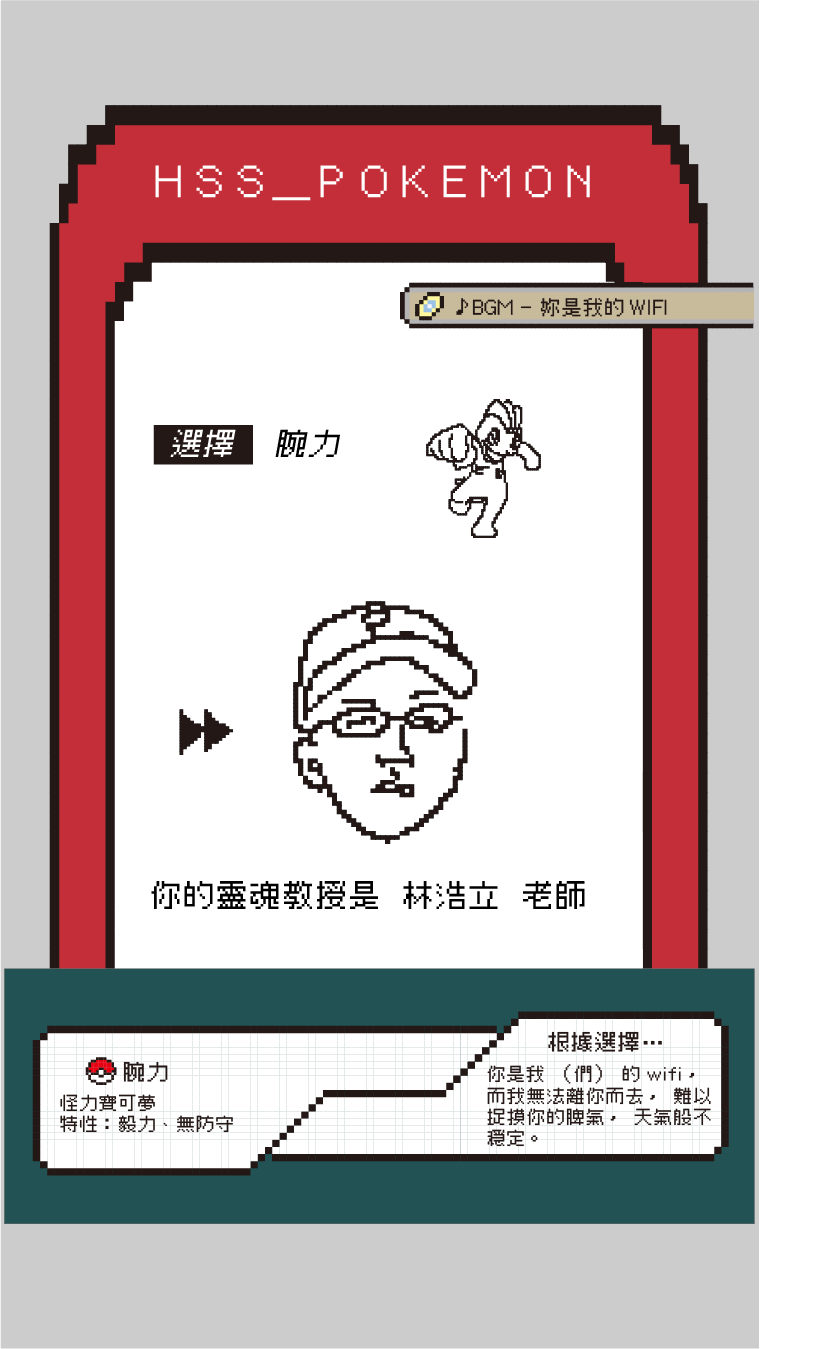 HSS_POKEMON
♪BGM - 妳是我的 WIFI
選擇 腕力
你的靈魂教授是 林浩立 老師
腕力
怪力寶可夢
特性：毅力、無防守
根據選擇…
你是我 （們） 的 wifi，
而我無法離你而去， 難以
捉摸你的脾氣， 天氣般不
穩定。